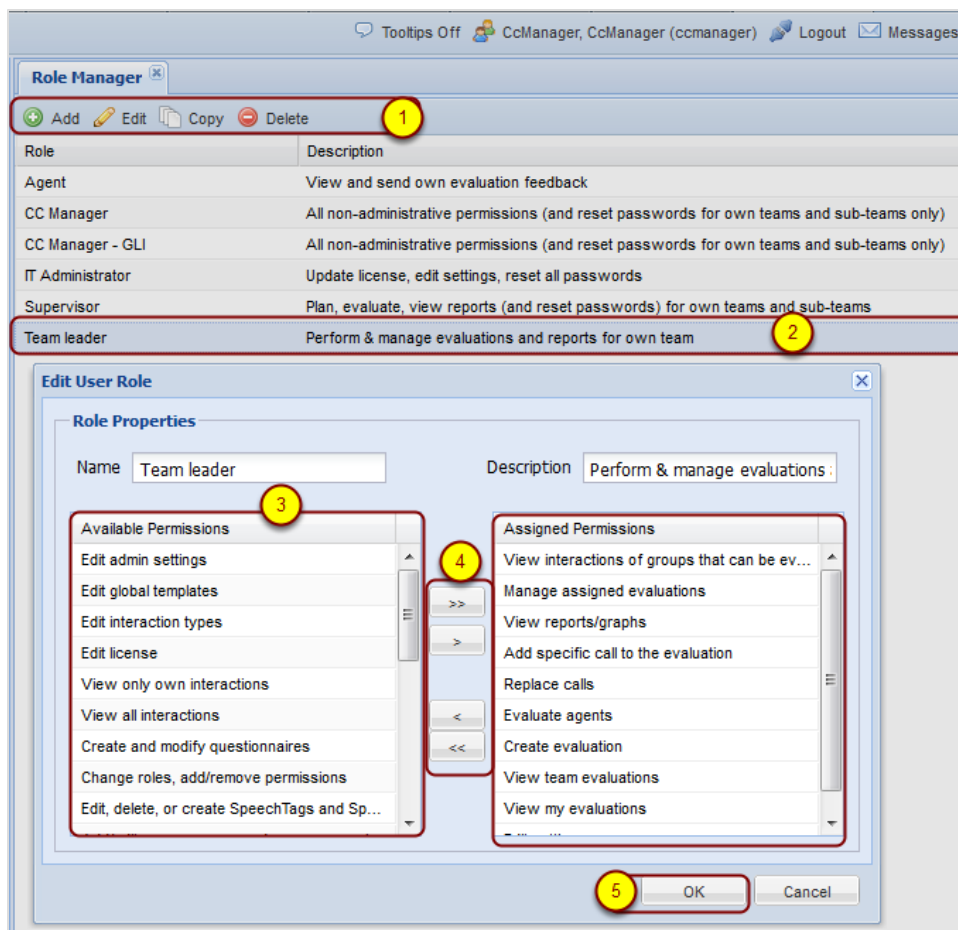 Tooltips Off CcManager, CcManager (ccmanager) Logout Messages
Role Manager
Add Edit Copy Delete 1
Role Description
Agent View and send own evaluation feedback
CC Manager All non-administrative permissions (and reset passwords for own teams and sub-teams only)
CC Manager - GLI All non-administrative permissions (and reset passwords for own teams and sub-teams only)
IT Administrator Update license, edit settings, reset all passwords
Supervisor Plan, evaluate, view reports (and reset passwords) for own teams and sub-teams
Team leader Perform & manage evaluations and reports for own team 2
Edit User Role
Role Properties
Name Team leader Description Perform & manage evaluations
3
Available Permissions Assigned Permissions
Edit admin settings View interactions of groups that can be ev...
4
Edit global templates >> Manage assigned evaluations
Edit interaction types View reports/graphs
Edit license > Add specific call to the evaluation
View only own interactions Replace calls
View all interactions < Evaluate agents
Create and modify questionnaires << Create evaluation
Change roles, add/remove permissions View team evaluations
Edit, delete, or create SpeechTags and Sp... View my evaluations
5 OK Cancel